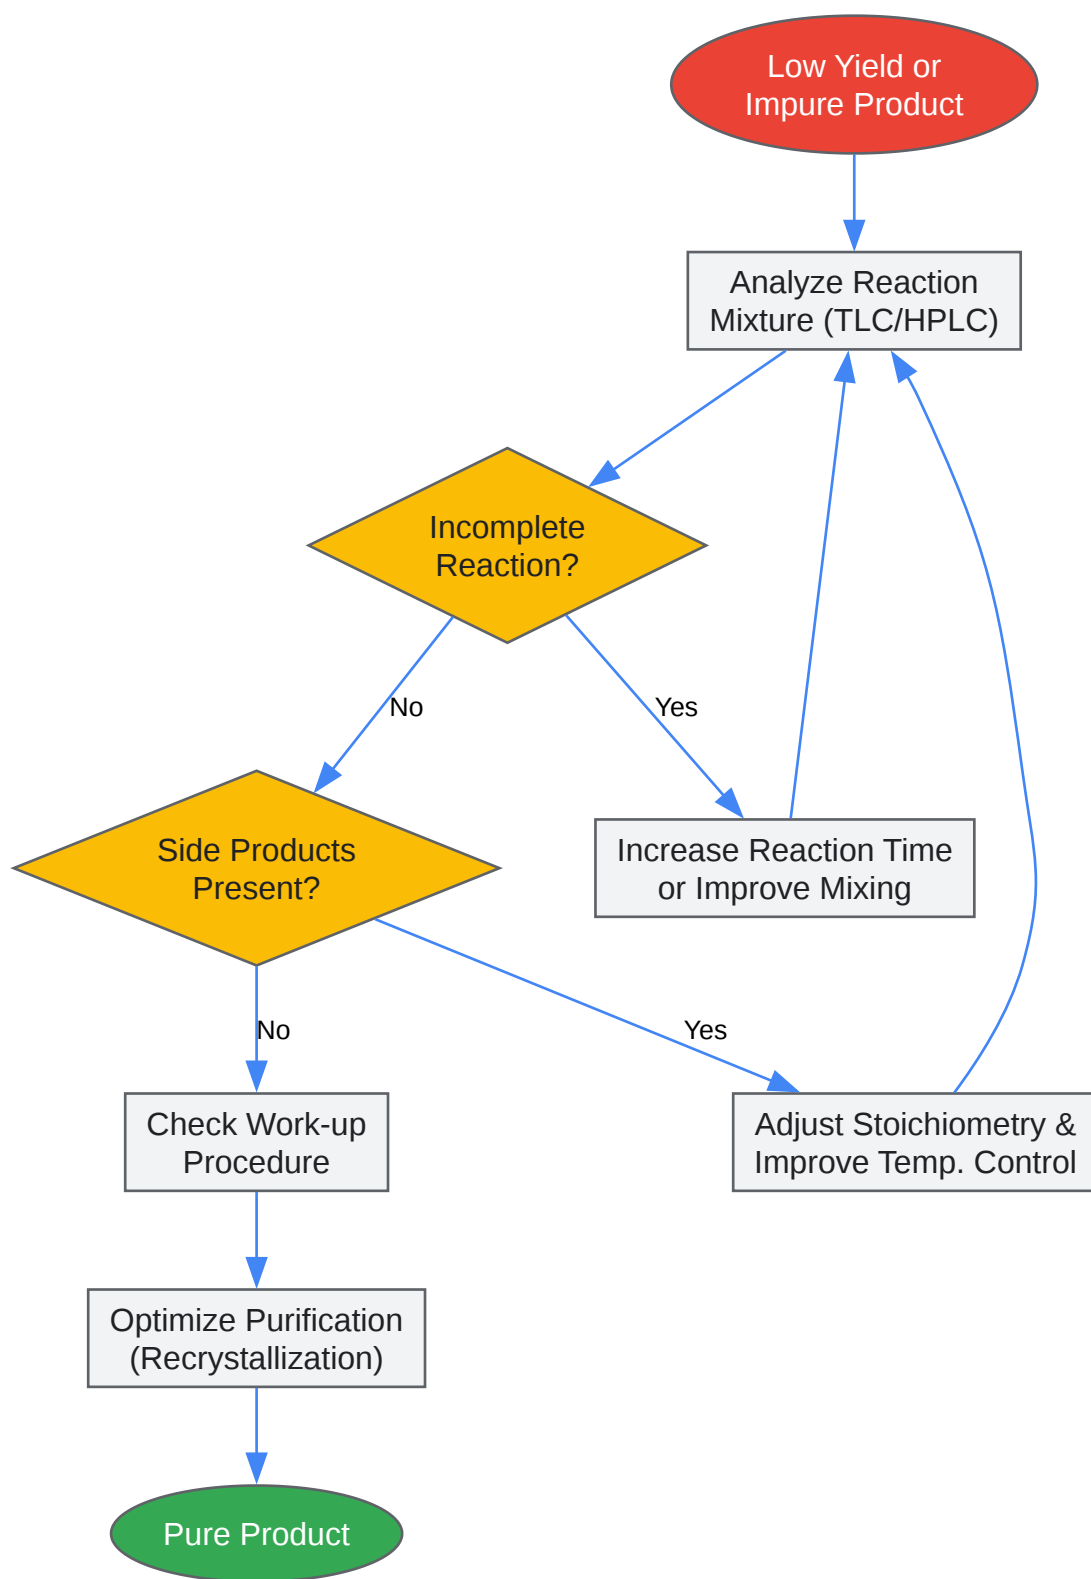 Low Yield or
Impure Product
Analyze Reaction
Mixture (TLC/HPLC)
Incomplete
Reaction?
No
Yes
Side Products
Present?
Increase Reaction Time
or Improve Mixing
No
Yes
Check Work-up
Procedure
Adjust Stoichiometry &
Improve Temp. Control
Optimize Purification
(Recrystallization)
Pure Product